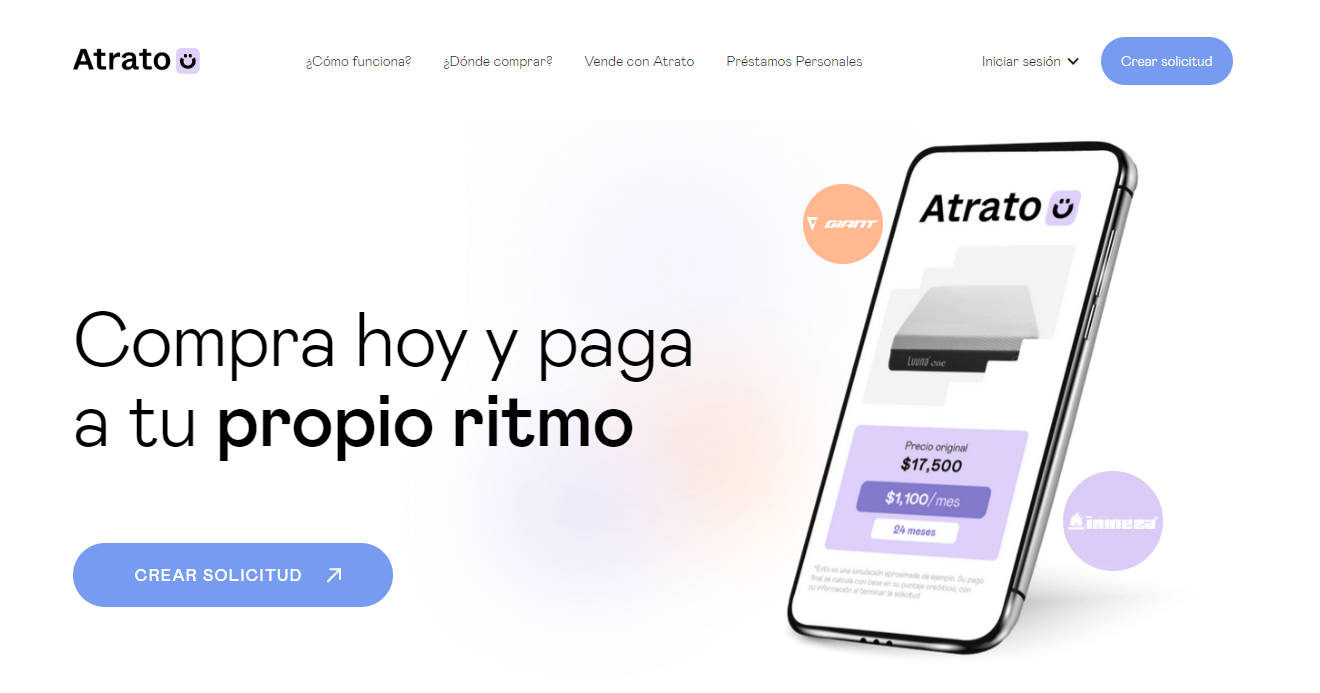 Atrato
¿Cómo funciona?
¿Dónde comprar?
Vende con Atrato
Préstamos Personales
Iniciar sesión
Crear solicitud
Compra hoy y paga
a tu propio ritmo
CREAR SOLICITUD
GIANT
Atrato
Luuna One
Precio original
$17,500
$1,100/mes
24 meses
*Esto es una simulación aproximada de ejemplo. Su pago
final se calcula con base en su puntaje crediticio, con
su información al terminar la solicitud
inmeza